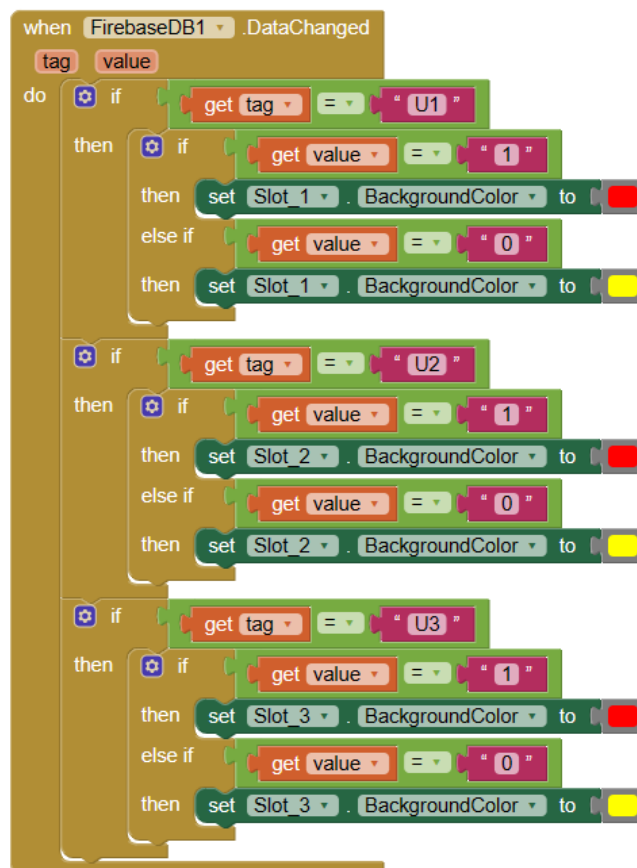 when FirebaseDB1 .DataChanged
tag value
do if get tag = " U1 "
then if get value = " 1 "
then set Slot_1 . BackgroundColor to
else if get value = " 0 "
then set Slot_1 . BackgroundColor to
if get tag = " U2 "
then if get value = " 1 "
then set Slot_2 . BackgroundColor to
else if get value = " 0 "
then set Slot_2 . BackgroundColor to
if get tag = " U3 "
then if get value = " 1 "
then set Slot_3 . BackgroundColor to
else if get value = " 0 "
then set Slot_3 . BackgroundColor to